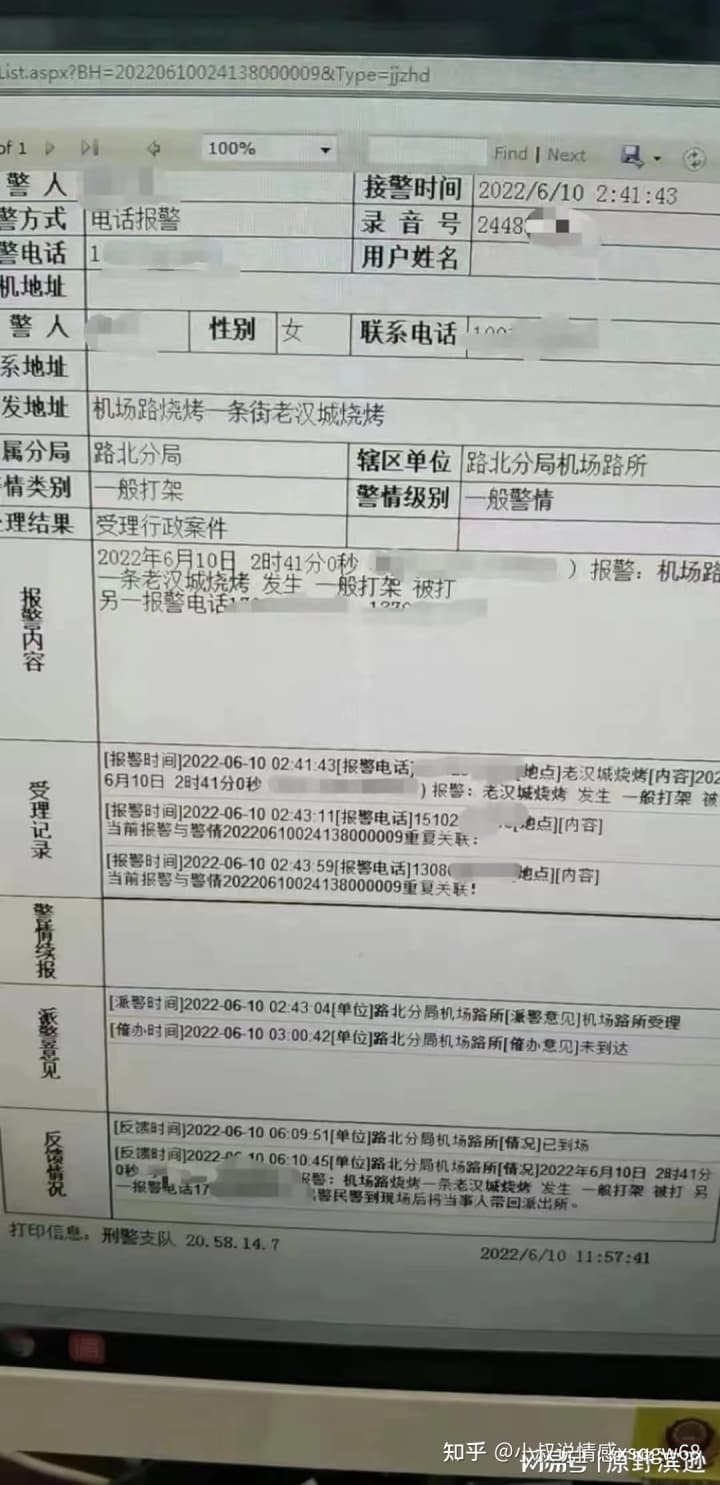 List.aspx?BH=20220610024138000009&Type=jjzhd
of 1 100% Find | Next
警 人 接警时间 2022/6/10 2:41:43
警方式 电话报警 录 音 号 2448
警电话 1 用户姓名
机地址
警 人 性别 女 联系电话
系地址
发地址 机场路烧烤一条街老汉城烧烤
属分局 路北分局 辖区单位 路北分局机场路所
情类别 一般打架 警情级别 一般警情
理结果 受理行政案件
报警内容
2022年6月10日 2时41分0秒 ) 报警: 机场路
一条老汉城烧烤 发生 一般打架 被打
另一报警电话
受理记录
[报警时间]2022-06-10 02:41:43[报警电话] [地点]老汉城烧烤[内容]202
6月10日 2时41分0秒 ) 报警: 老汉城烧烤 发生 一般打架 被
[报警时间]2022-06-10 02:43:11[报警电话]15102 [地点][内容]
当前报警与警情20220610024138000009重复关联:
[报警时间]2022-06-10 02:43:59[报警电话]1308 [地点][内容]
当前报警与警情20220610024138000009重复关联!
警情续报
派警意见
[派警时间]2022-06-10 02:43:04[单位]路北分局机场路所[派警意见]机场路所受理
[催办时间]2022-06-10 03:00:42[单位]路北分局机场路所[催办意见]未到达
反馈情况
[反馈时间]2022-06-10 06:09:51[单位]路北分局机场路所[情况]已到场
[反馈时间]2022-06-10 06:10:45[单位]路北分局机场路所[情况]2022年6月10日 2时41分
0秒 报警: 机场路烧烤一条老汉城烧烤 发生 一般打架 被打 另
一报警电话17 警民警到现场后将当事人带回派出所。
打印信息: 刑警支队 20.58.14.7 2022/6/10 11:57:41
知乎 @小叔说情感xsqgw68
网易号 | 原野滨逊